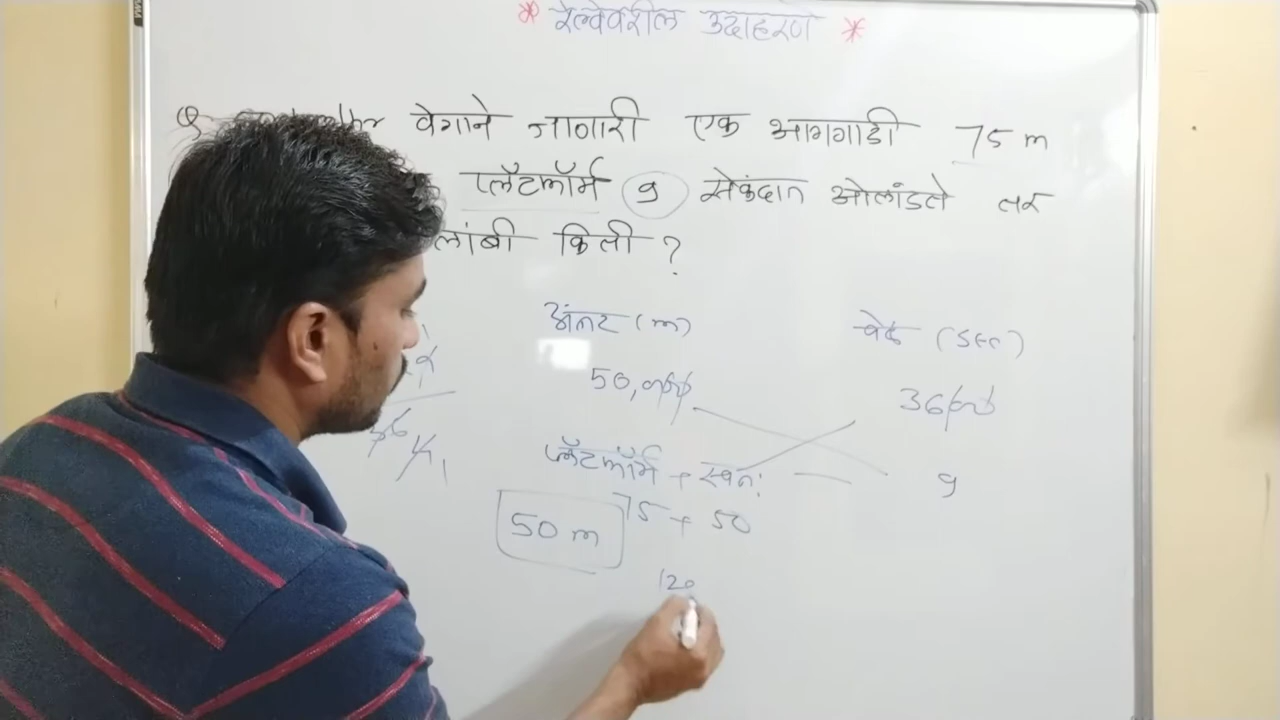 * रेल्वेवरील उदाहरणे *
वेगाने जाणारी एक आगगाडी 75 m
प्लॅटफॉर्म 9 सेकंदात ओलांडते तर
लांबी किती ?
अंतर (m) वेळ (sec)
50,000 3600
प्लॅटफॉर्म + स्वतः 9
75 + 50
50 m
120